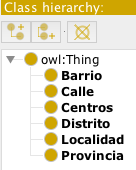 Class hierarchy:
owl:Thing
Barrio
Calle
Centros
Distrito
Localidad
Provincia